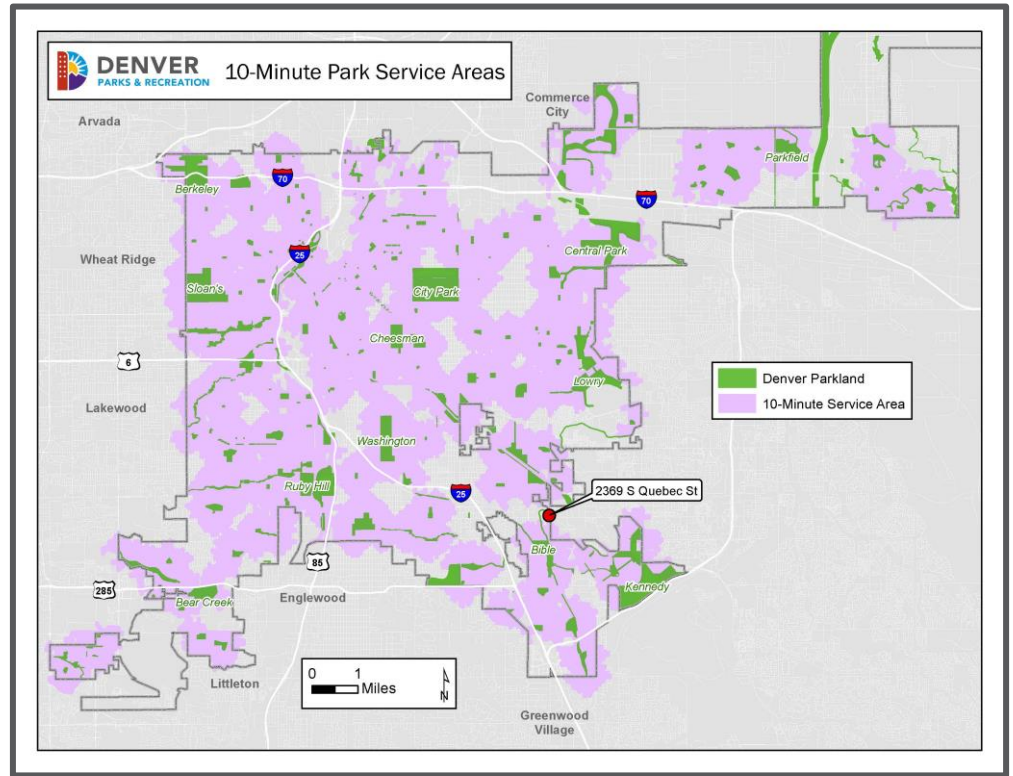 DENVER
PARKS & RECREATION
10-Minute Park Service Areas
Commerce
City
Arvada
Parkfield
70
Berkeley
70
70
25
Central Park
Wheat Ridge
Sloan's
City Park
Cheesman
6
Denver Parkland
10-Minute Service Area
Lowry
Lakewood
Washington
Ruby Hill
25
2369 S Quebec St
Bible
85
Kennedy
285
Bear Creek
Englewood
0 1
Miles
N
Littleton
Greenwood
Village